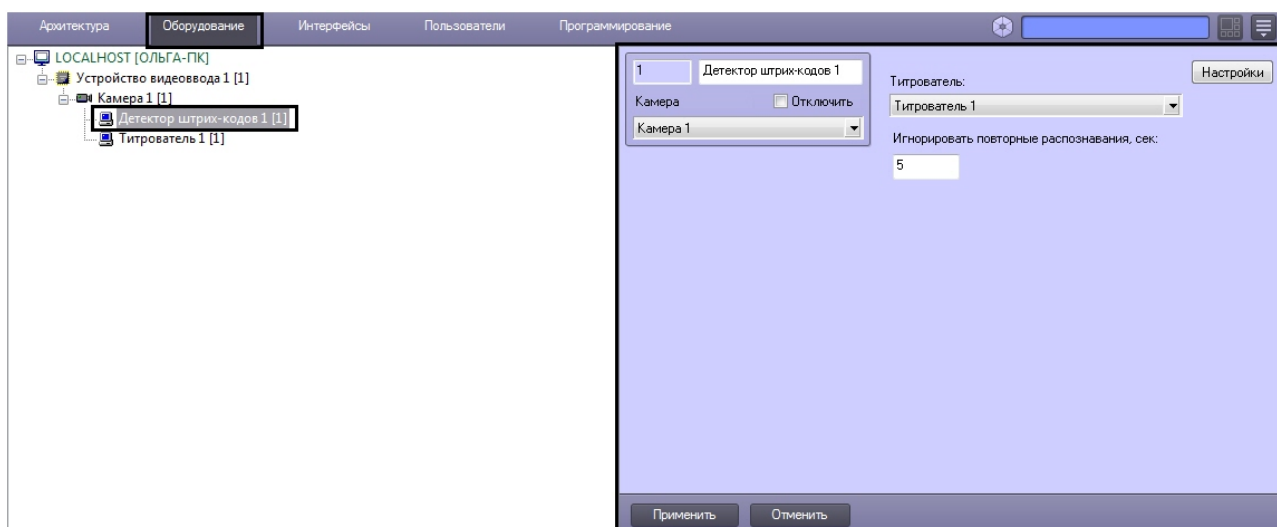 Архитектура Оборудование Интерфейсы Пользователи Программирование
LOCALHOST [ОЛЬГА-ПК]
Устройство видеоввода 1 [1]
Камера 1 [1]
Детектор штрих-кодов 1 [1]
Титрователь 1 [1]
1 Детектор штрих-кодов 1
Камера Отключить
Камера 1
Титрователь:
Настройки
Титрователь 1
Игнорировать повторные распознавания, сек:
5
Применить Отменить